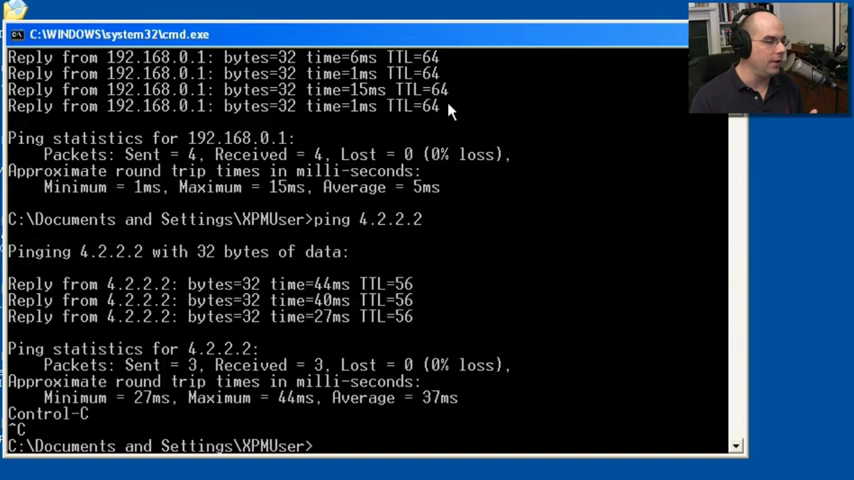 C:\WINDOWS\system32\cmd.exe
Reply from 192.168.0.1: bytes=32 time=6ms TTL=64
Reply from 192.168.0.1: bytes=32 time=1ms TTL=64
Reply from 192.168.0.1: bytes=32 time=15ms TTL=64
Reply from 192.168.0.1: bytes=32 time=1ms TTL=64
Ping statistics for 192.168.0.1:
Packets: Sent = 4, Received = 4, Lost = 0 (0% loss),
Approximate round trip times in milli-seconds:
Minimum = 1ms, Maximum = 15ms, Average = 5ms
C:\Documents and Settings\XPMUser>ping 4.2.2.2
Pinging 4.2.2.2 with 32 bytes of data:
Reply from 4.2.2.2: bytes=32 time=44ms TTL=56
Reply from 4.2.2.2: bytes=32 time=40ms TTL=56
Reply from 4.2.2.2: bytes=32 time=27ms TTL=56
Ping statistics for 4.2.2.2:
Packets: Sent = 3, Received = 3, Lost = 0 (0% loss),
Approximate round trip times in milli-seconds:
Minimum = 27ms, Maximum = 44ms, Average = 37ms
Control-C
^C
C:\Documents and Settings\XPMUser>